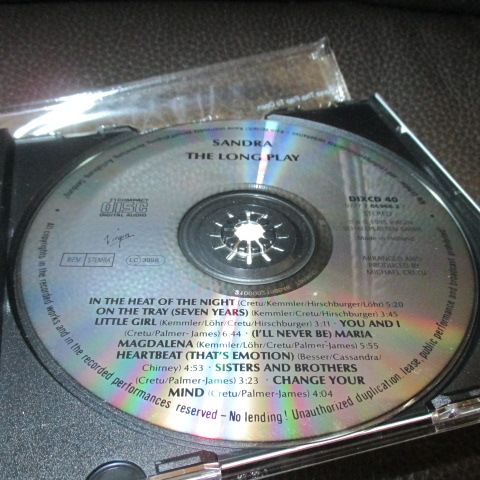 SANDRA
THE LONG PLAY
COMPACT
disc
DIGITAL AUDIO
DIXCD 40
STEREO
Made in Holland
ARRANGED AND
PRODUCED BY
MICHAEL CRETU
Virgin
BIEM STEMRA
LC 3098
IN THE HEAT OF THE NIGHT (Cretu/Kemmler/Hirschburger/Löhr) 5:20
ON THE TRAY (SEVEN YEARS) (Kemmler/Cretu/Hirschburger) 3:45
LITTLE GIRL (Kemmler/Löhr/Cretu/Hirschburger) 3:11 · YOU AND I
(Cretu/Palmer-James) 6:44 · (I'LL NEVER BE) MARIA
MAGDALENA (Kemmler/Löhr/Cretu/Palmer-James) 5:55
HEARTBEAT (THAT'S EMOTION) (Besser/Cassandra/
Chirney) 4:53 · SISTERS AND BROTHERS
(Cretu/Palmer-James) 3:23 · CHANGE YOUR
MIND (Cretu/Palmer-James) 4:04
All copyrights in the recorded works and in the recorded performances reserved – No lending! Unauthorized duplication, lease, public performance and broadcast prohibited